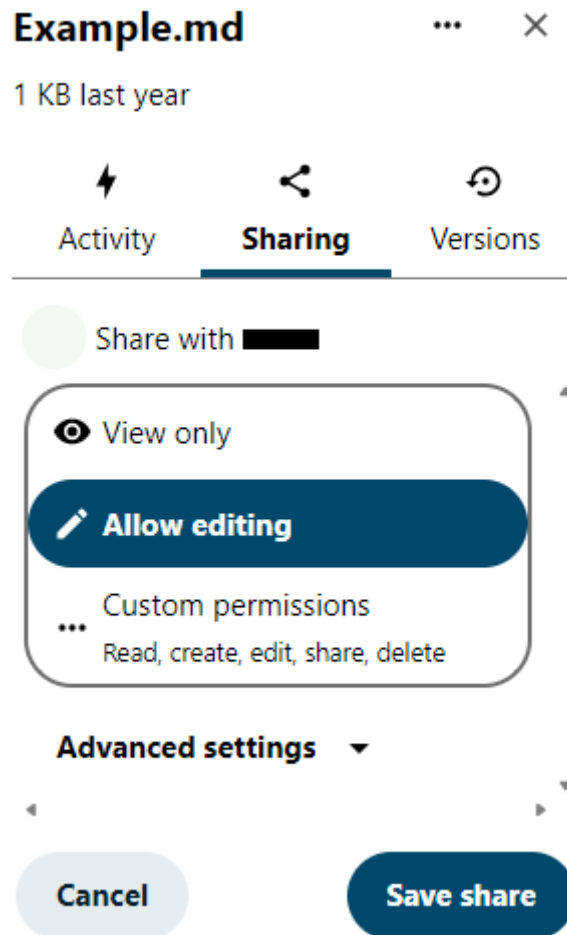 Example.md
1 KB last year
Activity
Sharing
Versions
Share with
View only
Allow editing
Custom permissions
Read, create, edit, share, delete
Advanced settings
Cancel
Save share